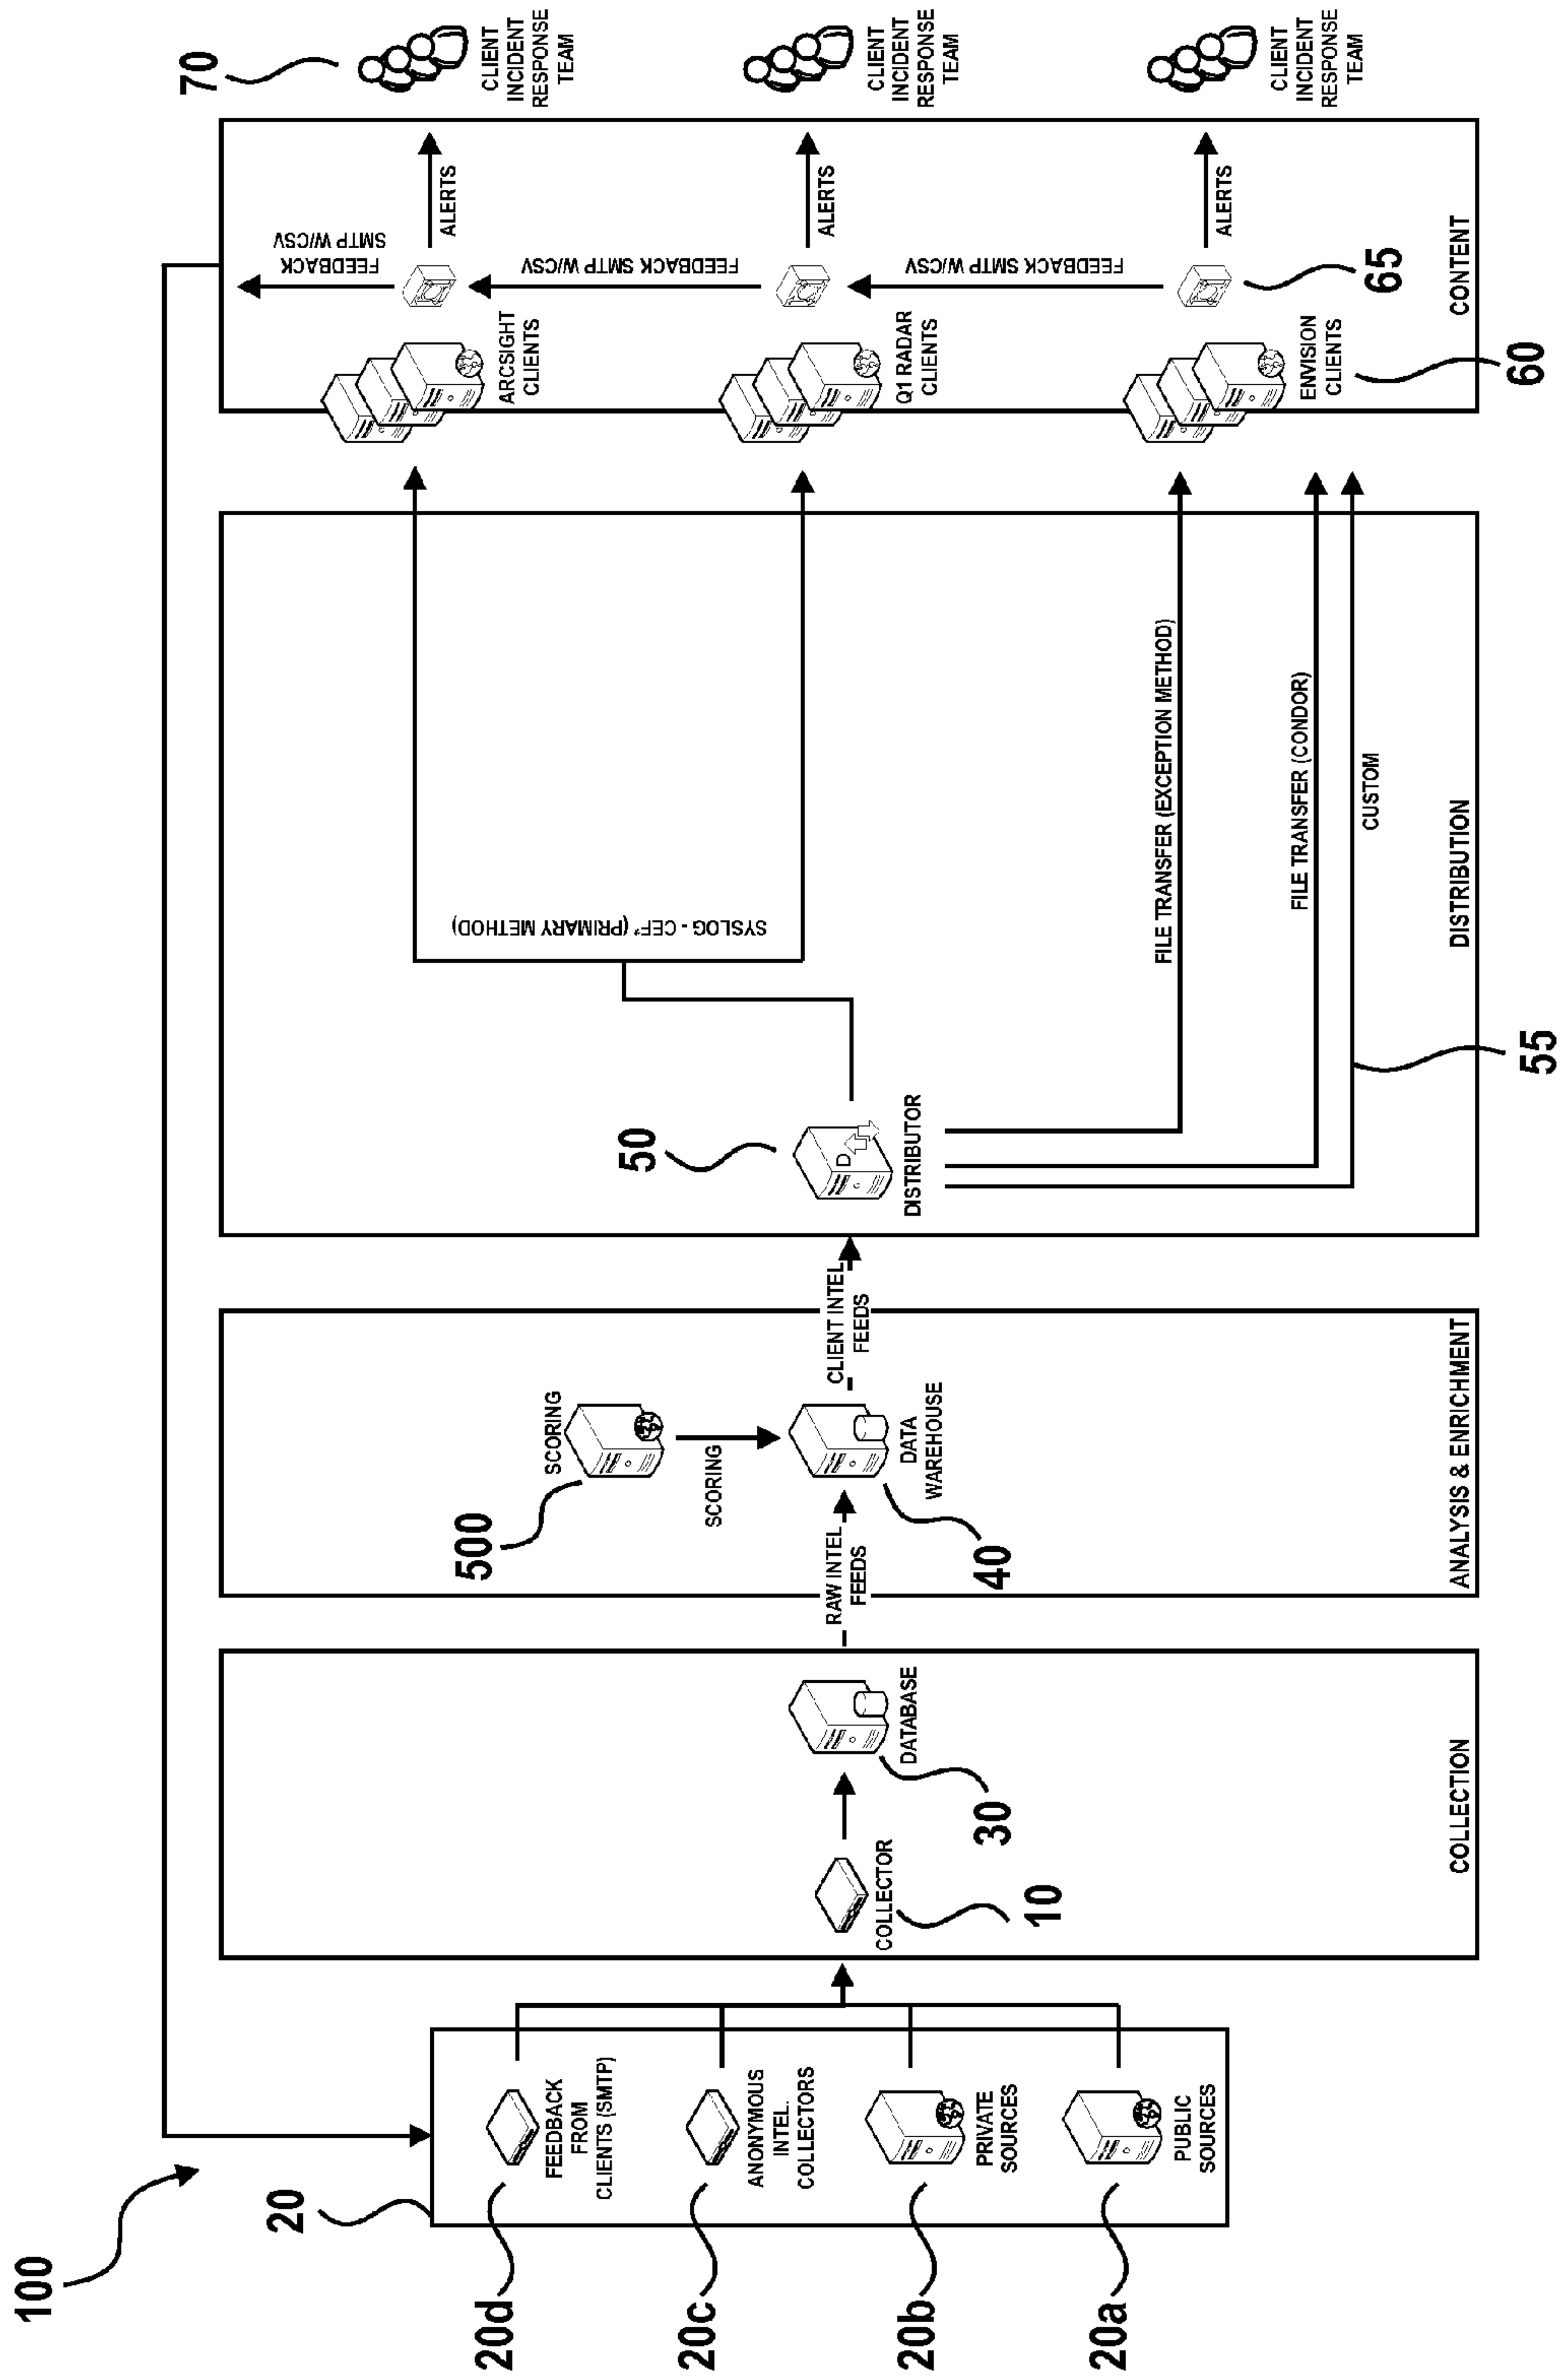 100
20
20d
FEEDBACK
FROM
CLIENTS (SMTP)
20c
ANONYMOUS
INTEL.
COLLECTORS
20b
PRIVATE
SOURCES
20a
PUBLIC
SOURCES
COLLECTOR
10
DATABASE
30
COLLECTION
RAW INTEL
FEEDS
500
SCORING
SCORING
DATA
WAREHOUSE
40
ANALYSIS & ENRICHMENT
CLIENT INTEL
FEEDS
50
DISTRIBUTOR
SYSLOG - CEF* (PRIMARY METHOD)
FILE TRANSFER (EXCEPTION METHOD)
FILE TRANSFER (CONDOR)
CUSTOM
55
DISTRIBUTION
ARCSIGHT
CLIENTS
FEEDBACK
SMTP W/CSV
ALERTS
Q1 RADAR
CLIENTS
FEEDBACK SMTP W/CSV
ALERTS
ENVISION
CLIENTS
FEEDBACK SMTP W/CSV
ALERTS
60
65
CONTENT
70
CLIENT
INCIDENT
RESPONSE
TEAM
CLIENT
INCIDENT
RESPONSE
TEAM
CLIENT
INCIDENT
RESPONSE
TEAM
D